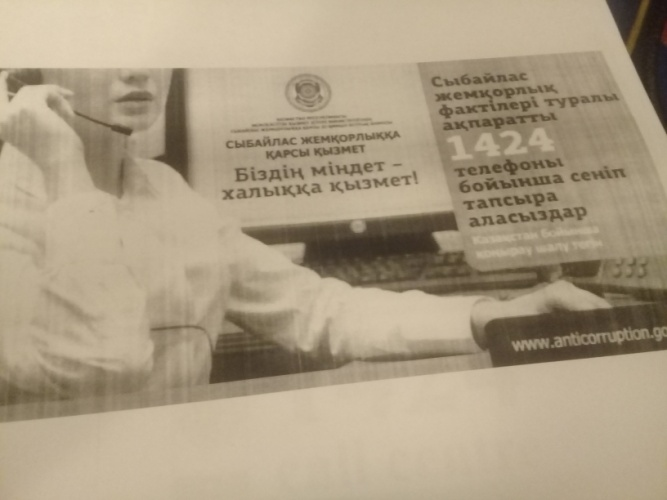 СЫБАЙЛАС ЖЕМҚОРЛЫҚҚА
ҚАРСЫ ҚЫЗМЕТ
Біздің міндет –
халыққа қызмет!
Сыбайлас
жемқорлық
фактілері туралы
ақпаратты
1424
телефоны
бойынша сеніп
тапсыра
аласыздар
Қазақстан бойынша
қоңырау шалу тегін
www.anticorruption.go